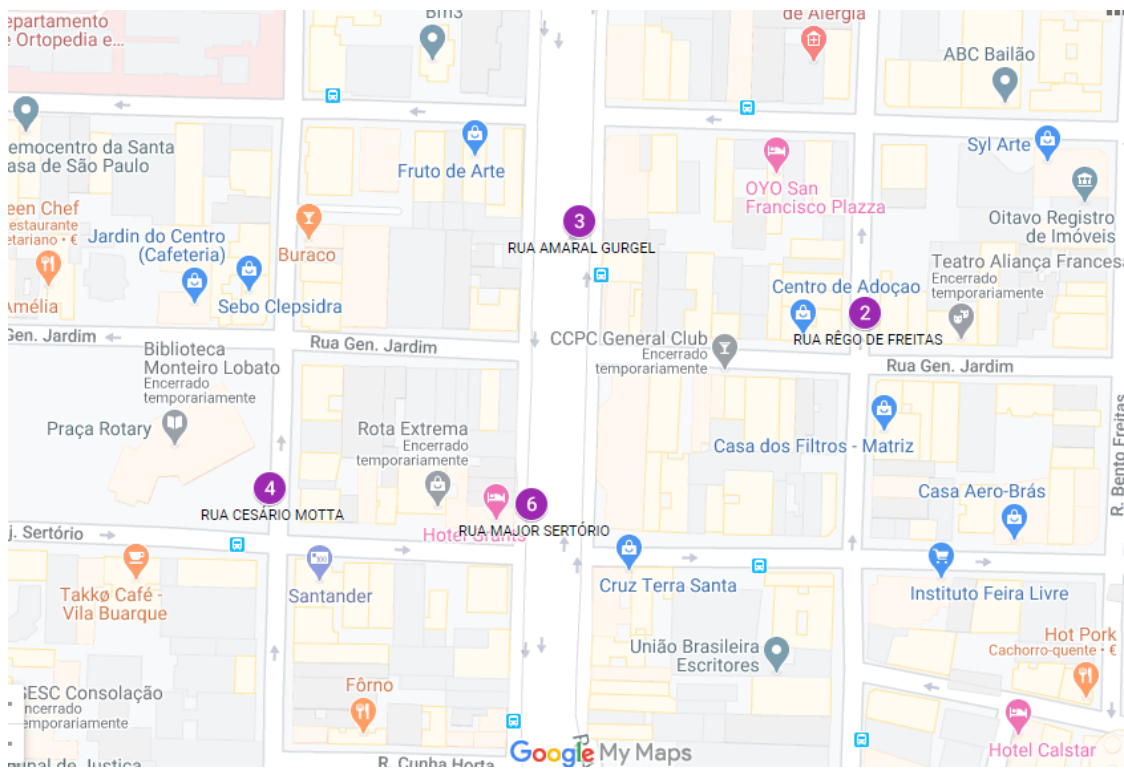 epartamento
e Ortopedia e...
Bm3
de Alergia
ABC Bailão
emocentro da Santa
asa de São Paulo
Fruto de Arte
Syl Arte
OYO San
Francisco Plazza
Oitavo Registro
de Imóveis
een Chef
estaurante
etariano • €
Jardin do Centro
(Cafeteria)
Buraco
3
RUA AMARAL GURGEL
Teatro Aliança Francesa
Encerrado
temporariamente
Amélia
Sebo Clepsidra
Centro de Adoçao
2
RUA RÊGO DE FREITAS
Gen. Jardim
Rua Gen. Jardim
CCPC General Club
Encerrado
temporariamente
Rua Gen. Jardim
Biblioteca
Monteiro Lobato
Encerrado
temporariamente
Praça Rotary
Rota Extrema
Encerrado
temporariamente
Casa dos Filtros - Matriz
R. Bento Freitas
4
RUA CESÁRIO MOTTA
6
RUA MAJOR SERTÓRIO
Hotel Grants
Casa Aero-Brás
j. Sertório
Takkø Café -
Vila Buarque
Santander
Cruz Terra Santa
Instituto Feira Livre
União Brasileira
Escritores
Hot Pork
Cachorro-quente • €
SESC Consolação
ncerrado
emporariamente
Fôrno
Hotel Calstar
unal de Justiça
R. Cunha Horta
Google My Maps